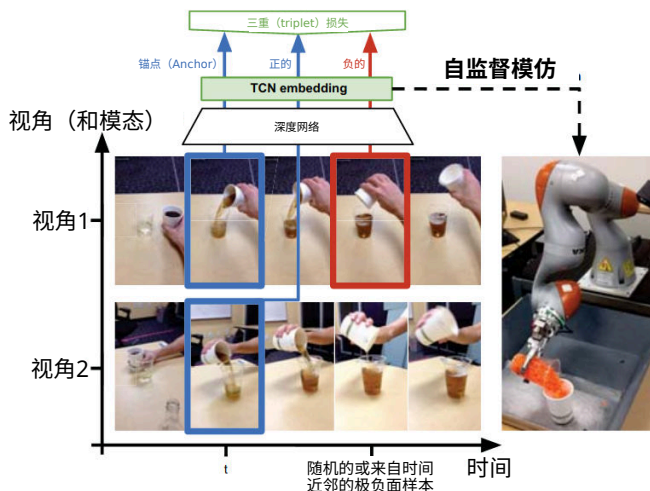 三重（triplet）损失
锚点（Anchor）
正的
负的
TCN embedding
自监督模仿
深度网络
视角（和模态）
视角1
视角2
t
随机的或来自时间
近邻的极负面样本
时间